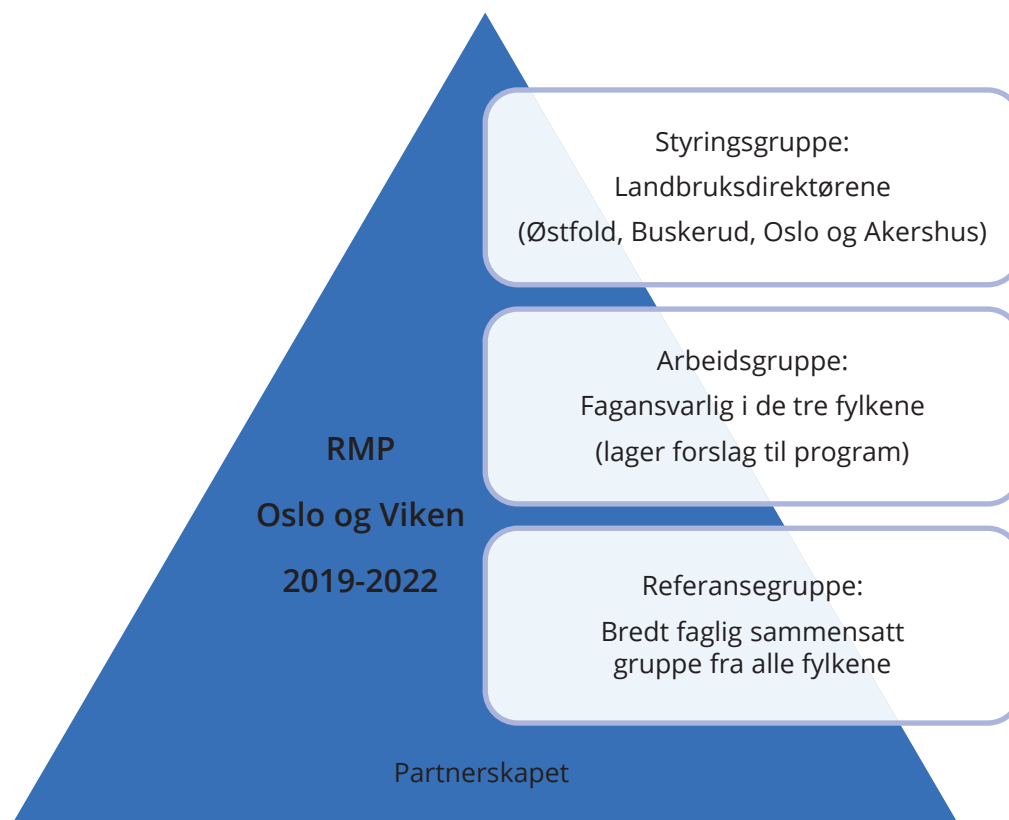 Styringsgruppe:
Landbruksdirektørene
(Østfold, Buskerud, Oslo og Akershus)
Arbeidsgruppe:
Fagansvarlig i de tre fylkene
(lager forslag til program)
RMP
Oslo og Viken
2019-2022
Referansegruppe:
Bredt faglig sammensatt
gruppe fra alle fylkene
Partnerskapet